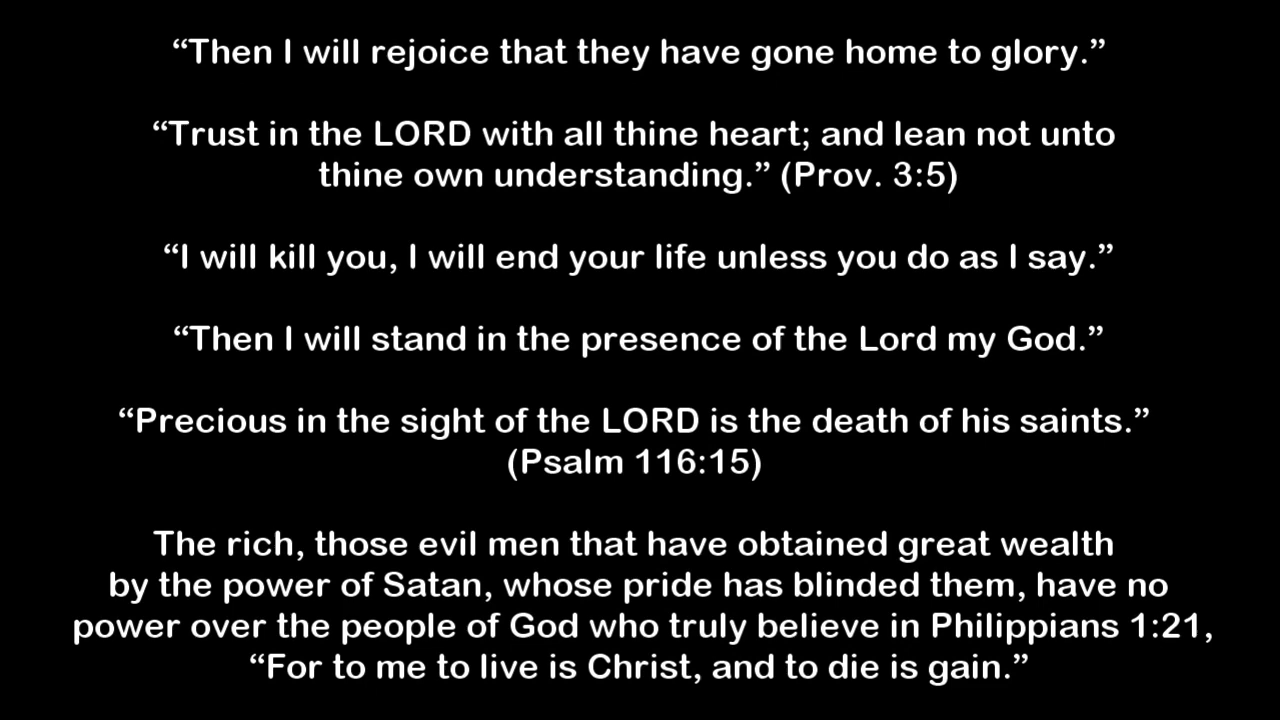 “Then I will rejoice that they have gone home to glory.”
“Trust in the LORD with all thine heart; and lean not unto
thine own understanding.” (Prov. 3:5)
“I will kill you, I will end your life unless you do as I say.”
“Then I will stand in the presence of the Lord my God.”
“Precious in the sight of the LORD is the death of his saints.”
(Psalm 116:15)
The rich, those evil men that have obtained great wealth
by the power of Satan, whose pride has blinded them, have no
power over the people of God who truly believe in Philippians 1:21,
“For to me to live is Christ, and to die is gain.”